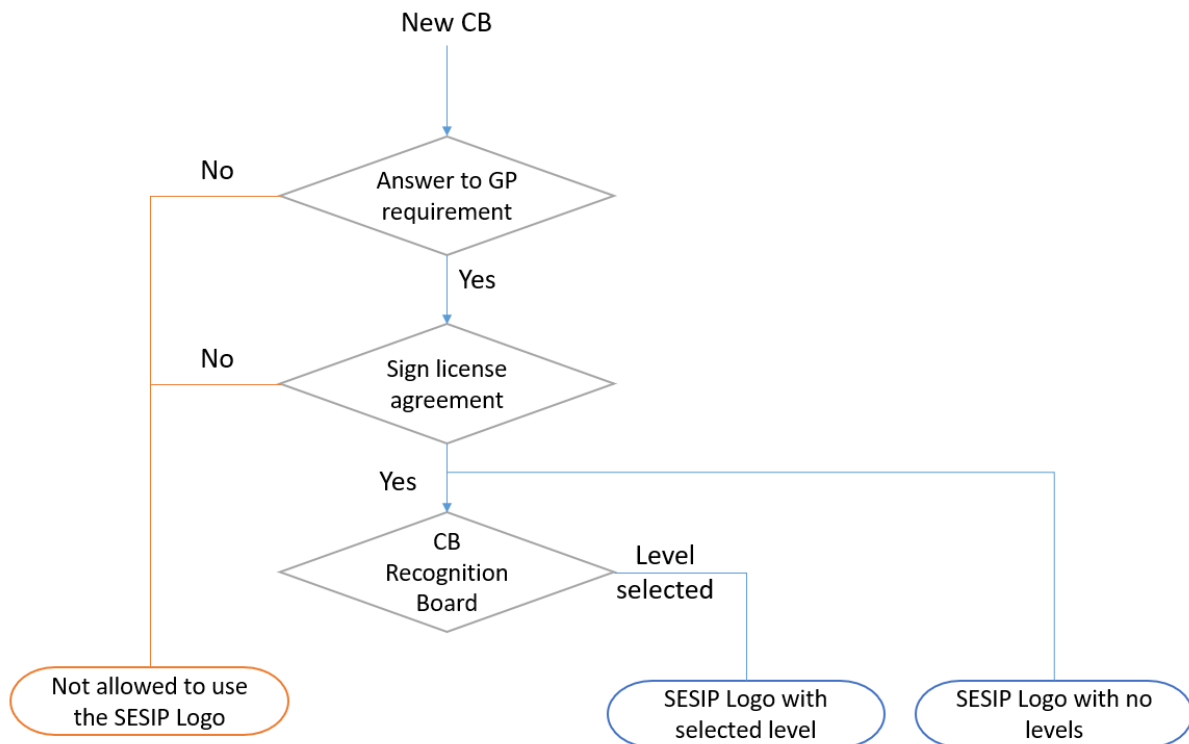 New CB
No
Answer to GP
requirement
Yes
No
Sign license
agreement
Yes
CB
Recognition
Board
Level
selected
Not allowed to use
the SESIP Logo
SESIP Logo with
selected level
SESIP Logo with no
levels